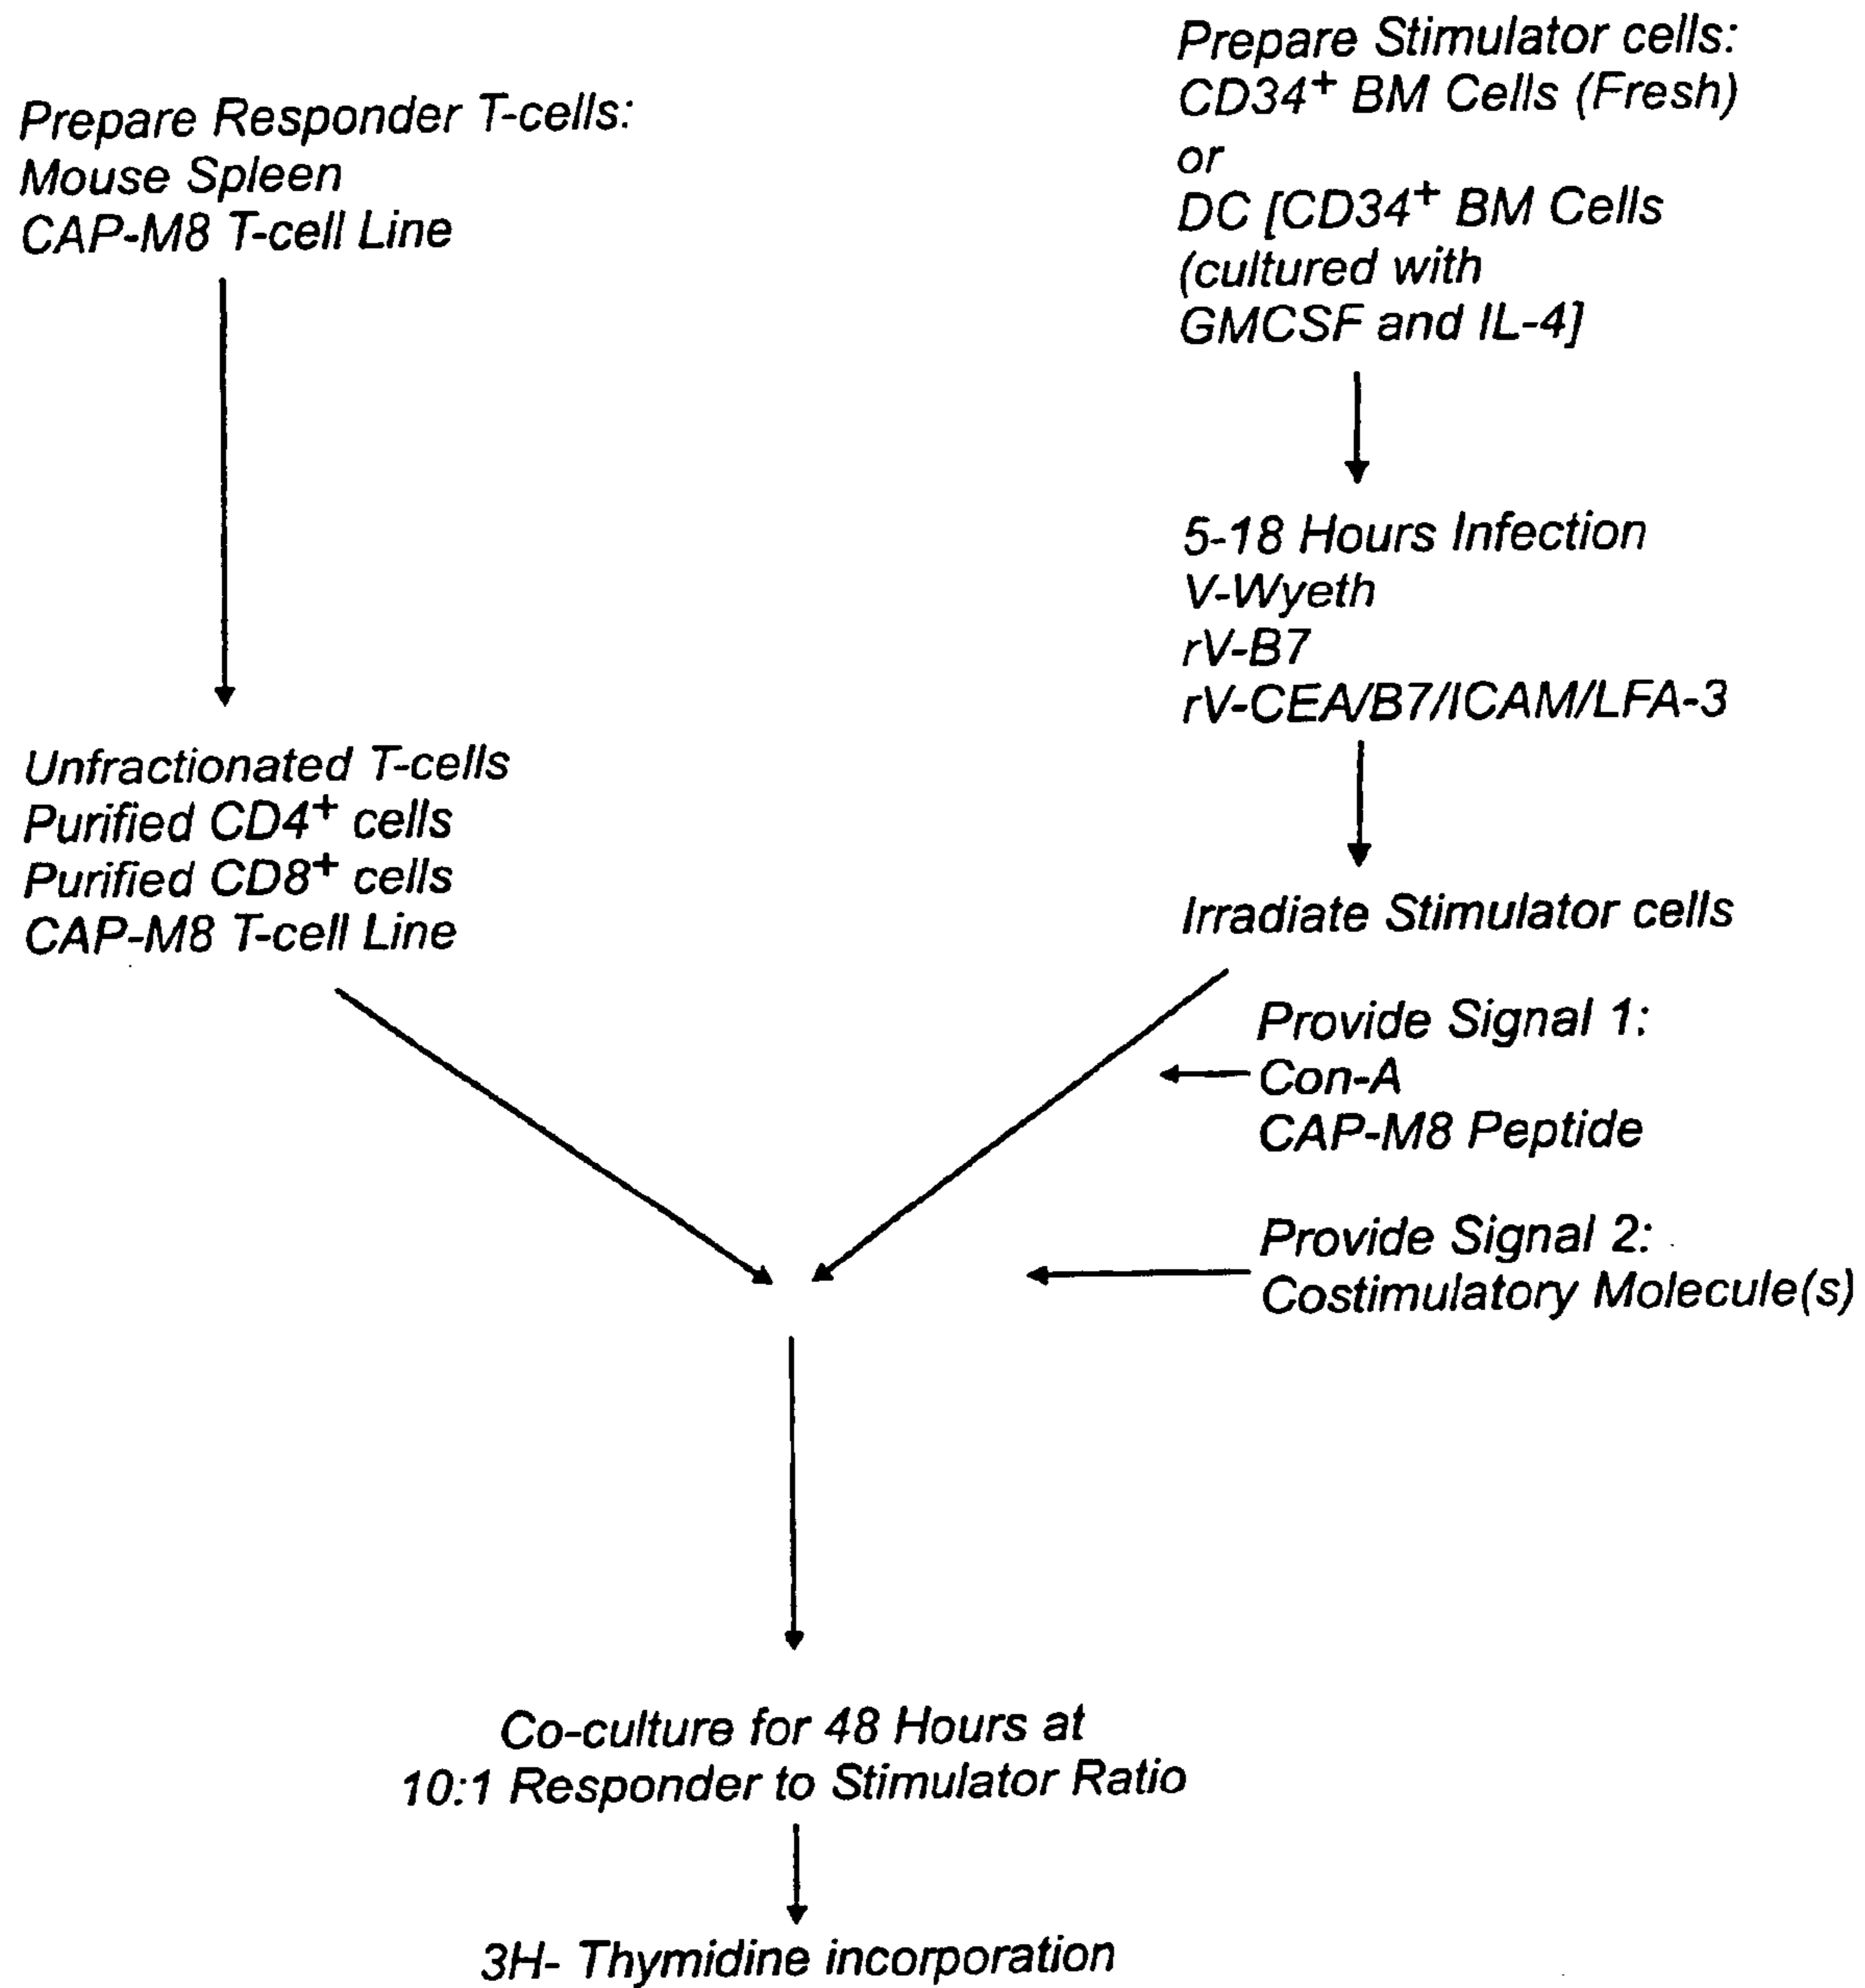 Prepare Responder T-cells:
Mouse Spleen
CAP-M8 T-cell Line
Prepare Stimulator cells:
CD34⁺ BM Cells (Fresh)
or
DC [CD34⁺ BM Cells
(cultured with
GMCSF and IL-4]
5-18 Hours Infection
V-Wyeth
rV-B7
rV-CEA/B7/ICAM/LFA-3
Unfractionated T-cells
Purified CD4⁺ cells
Purified CD8⁺ cells
CAP-M8 T-cell Line
Irradiate Stimulator cells
Provide Signal 1:
Con-A
CAP-M8 Peptide
Provide Signal 2:
Costimulatory Molecule(s)
Co-culture for 48 Hours at
10:1 Responder to Stimulator Ratio
3H- Thymidine incorporation